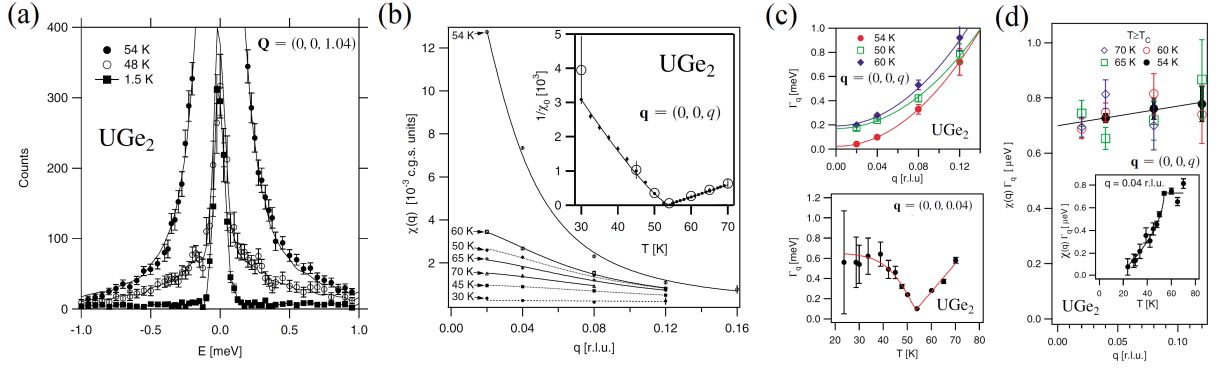 (a)
400
300
200
100
0
Counts
-1.0
-0.5
0.0
0.5
1.0
E [meV]
54 K
48 K
1.5 K
Q = (0, 0, 1.04)
UGe2
(b)
χ(q) [10⁻³ c.g.s. units]
12
10
8
6
4
2
54 K
60 K
50 K
65 K
70 K
45 K
30 K
0.00
0.04
0.08
0.12
0.16
q [r.l.u.]
1/χ0 [10³]
5
4
3
2
1
0
30
40
50
60
70
T [K]
UGe2
q = (0, 0, q)
(c)
Γq [meV]
1.0
0.8
0.6
0.4
0.2
0.0
54 K
50 K
60 K
q = (0, 0, q)
UGe2
0.00
0.04
0.08
0.12
q [r.l.u]
Γq [meV]
1.2
1.0
0.8
0.6
0.4
0.2
0.0
q = (0, 0, 0.04)
UGe2
30
40
50
60
70
80
T [K]
(d)
χ(q) Γq [μeV]
1.0
0.8
0.6
0.4
0.2
0.0
T≥TC
70 K
60 K
65 K
54 K
q = (0, 0, q)
q = 0.04 r.l.u.
χ(q) Γq [μeV]
0.8
0.6
0.4
0.2
0.0
0
20
40
60
T [K]
UGe2
0.00
0.05
0.10
q [r.l.u.]